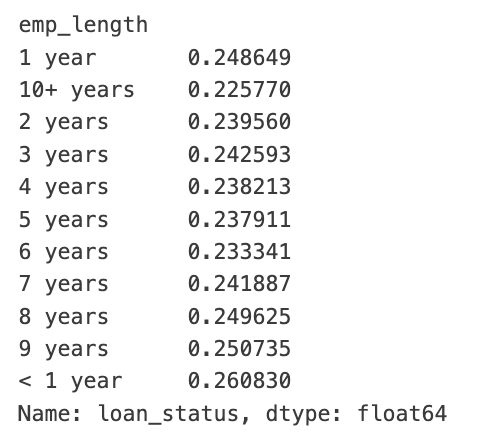 emp_length
1 year       0.248649
10+ years    0.225770
2 years      0.239560
3 years      0.242593
4 years      0.238213
5 years      0.237911
6 years      0.233341
7 years      0.241887
8 years      0.249625
9 years      0.250735
< 1 year     0.260830
Name: loan_status, dtype: float64